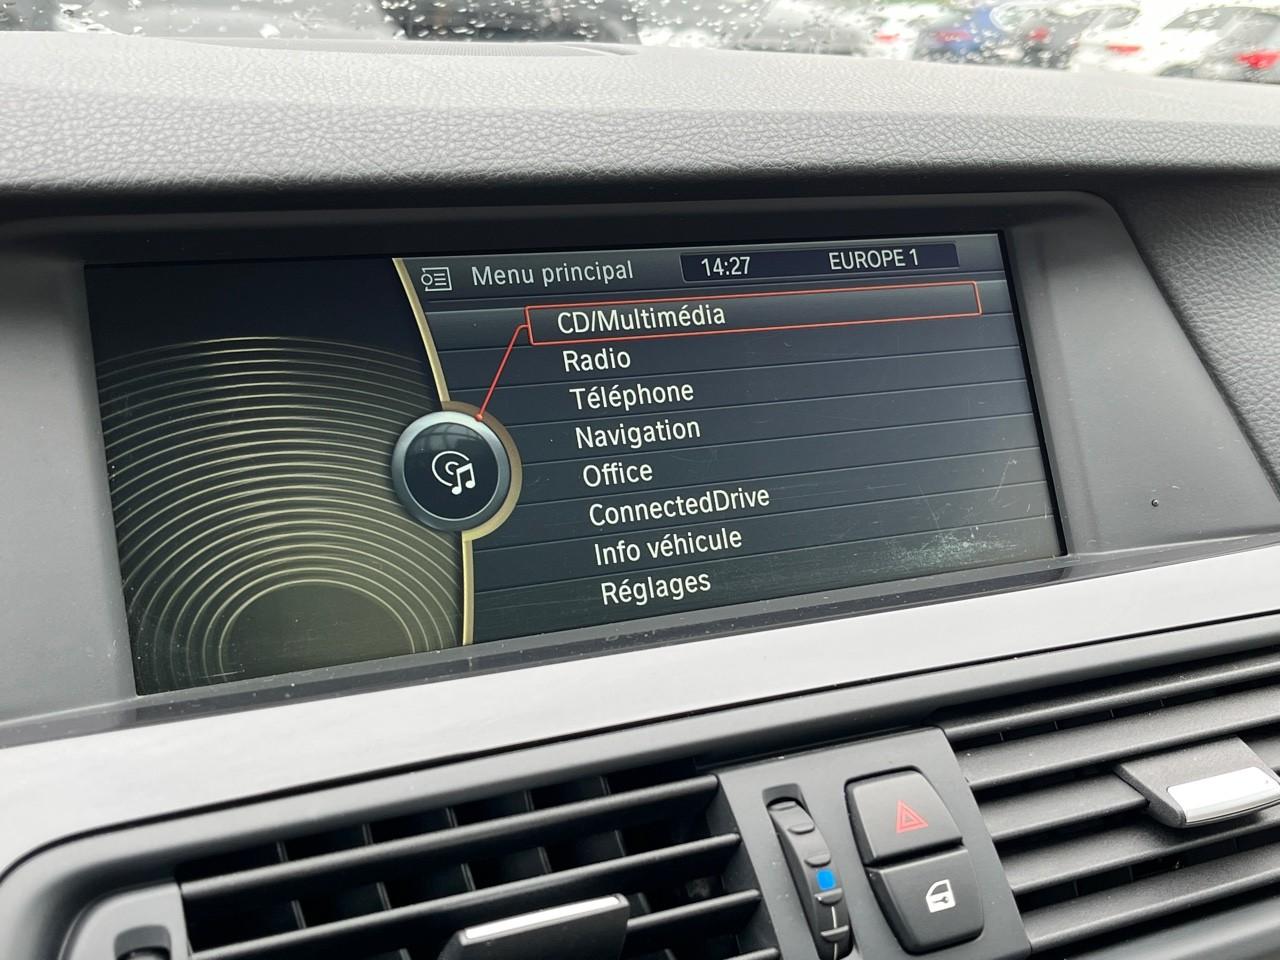 Menu principal 14:27 EUROPE 1
CD/Multimédia
Radio
Téléphone
Navigation
Office
ConnectedDrive
Info véhicule
Réglages